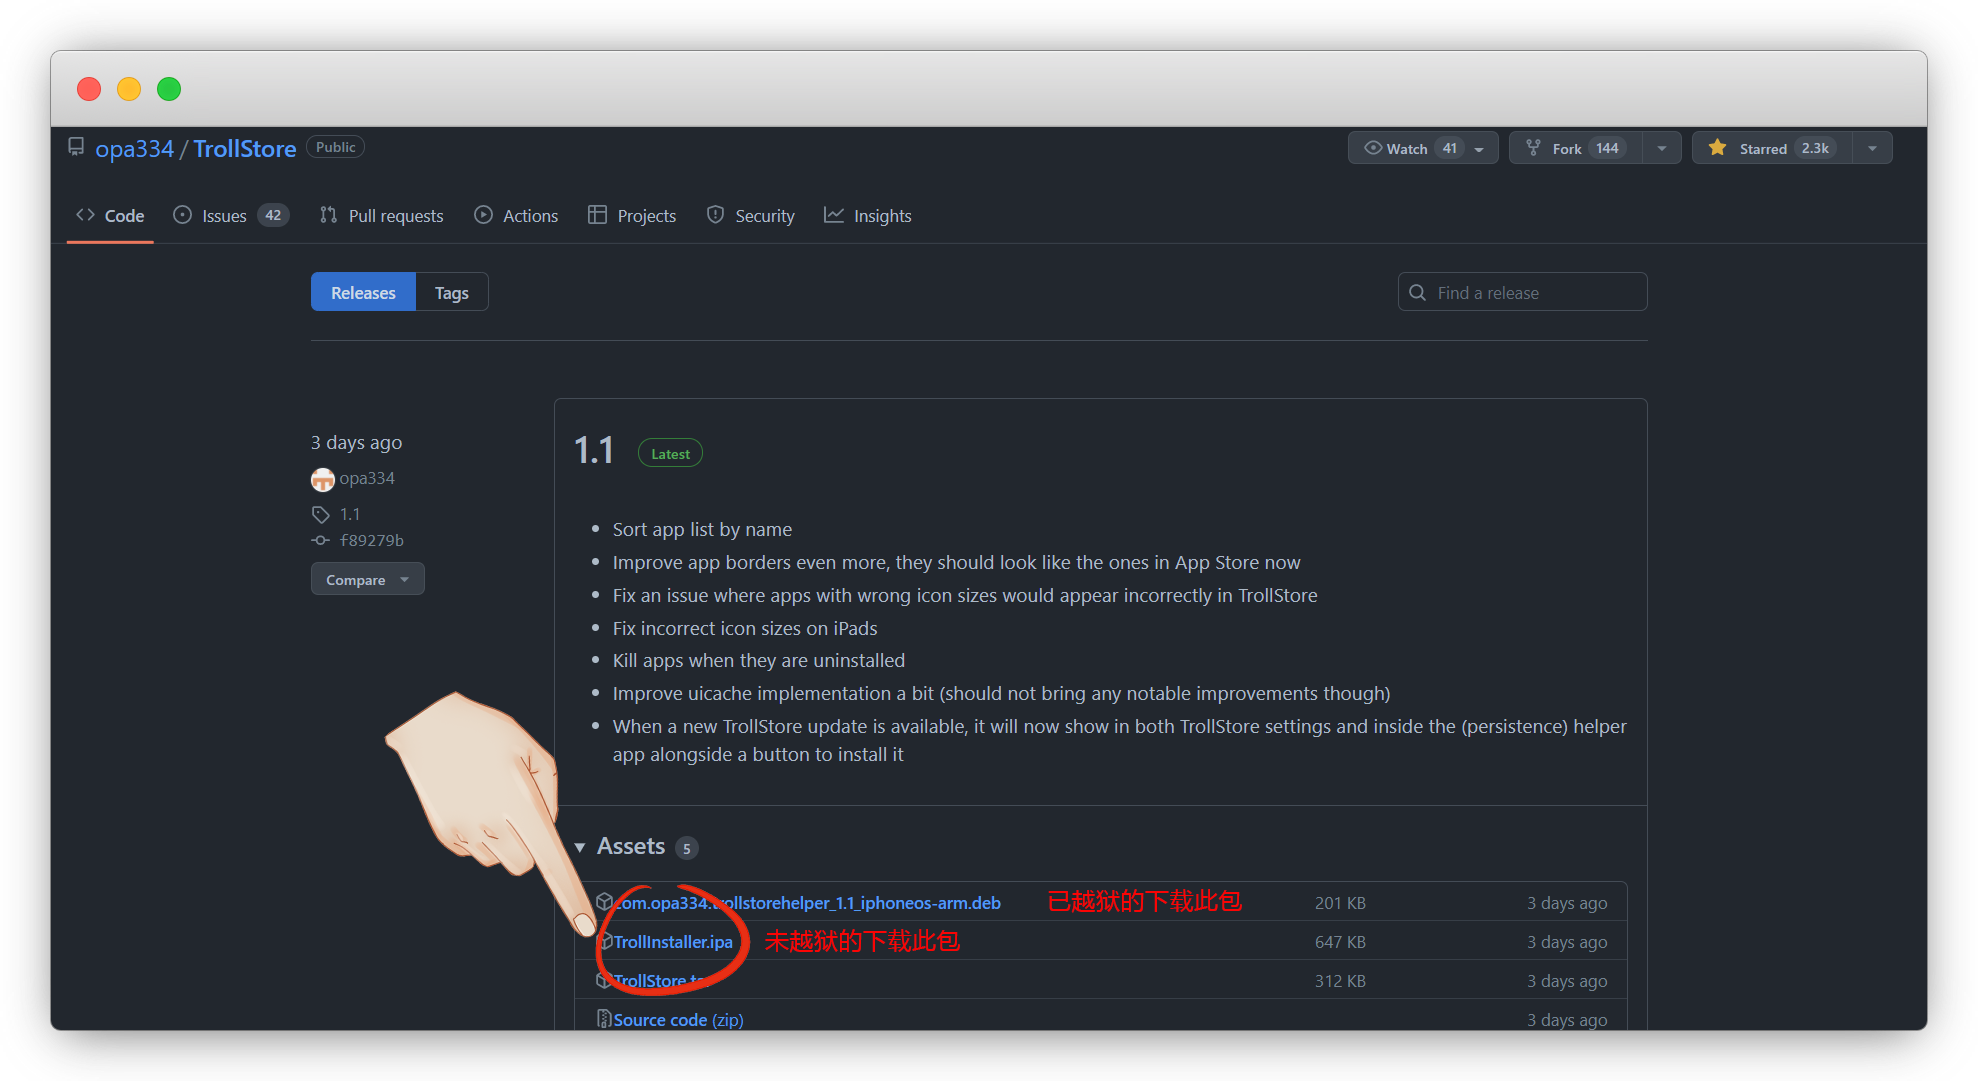 opa334 / TrollStore Public
Watch 41 Fork 144 Starred 2.3k
Code Issues 42 Pull requests Actions Projects Security Insights
Releases Tags
Find a release
3 days ago
opa334
1.1
f89279b
Compare
1.1 Latest
Sort app list by name
Improve app borders even more, they should look like the ones in App Store now
Fix an issue where apps with wrong icon sizes would appear incorrectly in TrollStore
Fix incorrect icon sizes on iPads
Kill apps when they are uninstalled
Improve uicache implementation a bit (should not bring any notable improvements though)
When a new TrollStore update is available, it will now show in both TrollStore settings and inside the (persistence) helper
app alongside a button to install it
Assets 5
com.opa334.trollstorehelper_1.1_iphoneos-arm.deb 已越狱的下载此包 201 KB 3 days ago
TrollInstaller.ipa 未越狱的下载此包 647 KB 3 days ago
TrollStore.tar 312 KB 3 days ago
Source code (zip) 3 days ago